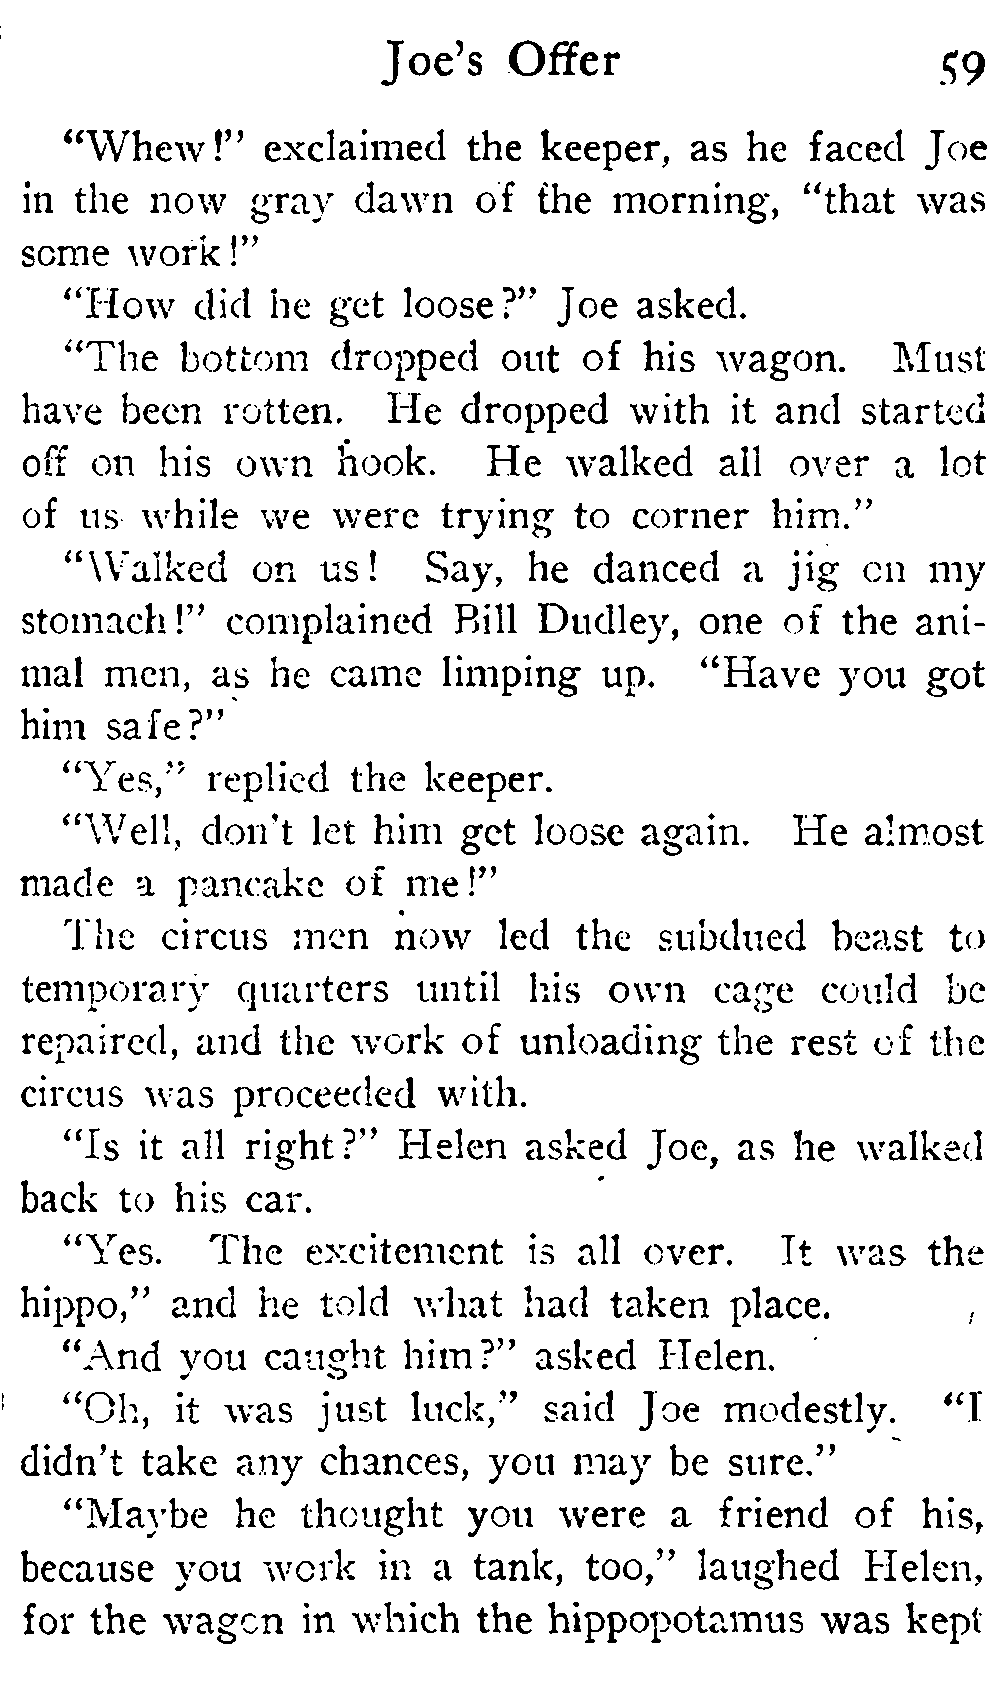 Joe's Offer 59
“Whew!” exclaimed the keeper, as he faced Joe
in the now gray dawn of the morning, “that was
some work!”
“How did he get loose?” Joe asked.
“The bottom dropped out of his wagon. Must
have been rotten. He dropped with it and started
off on his own hook. He walked all over a lot
of us while we were trying to corner him.”
“Walked on us! Say, he danced a jig on my
stomach!” complained Bill Dudley, one of the ani-
mal men, as he came limping up. “Have you got
him safe?”
“Yes,” replied the keeper.
“Well, don't let him get loose again. He almost
made a pancake of me!”
The circus men now led the subdued beast to
temporary quarters until his own cage could be
repaired, and the work of unloading the rest of the
circus was proceeded with.
“Is it all right?” Helen asked Joe, as he walked
back to his car.
“Yes. The excitement is all over. It was the
hippo,” and he told what had taken place.
“And you caught him?” asked Helen.
“Oh, it was just luck,” said Joe modestly. “I
didn't take any chances, you may be sure.”
“Maybe he thought you were a friend of his,
because you work in a tank, too,” laughed Helen,
for the wagon in which the hippopotamus was kept